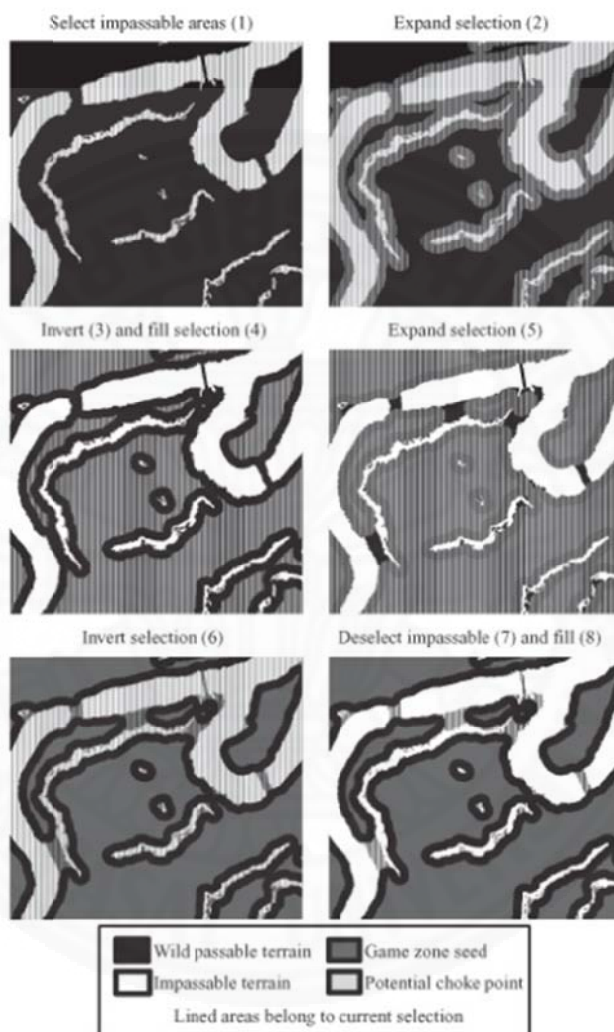 Select impassable areas (1)
Expand selection (2)
Invert (3) and fill selection (4)
Expand selection (5)
Invert selection (6)
Deselect impassable (7) and fill (8)
Wild passable terrain
Game zone seed
Impassable terrain
Potential choke point
Lined areas belong to current selection